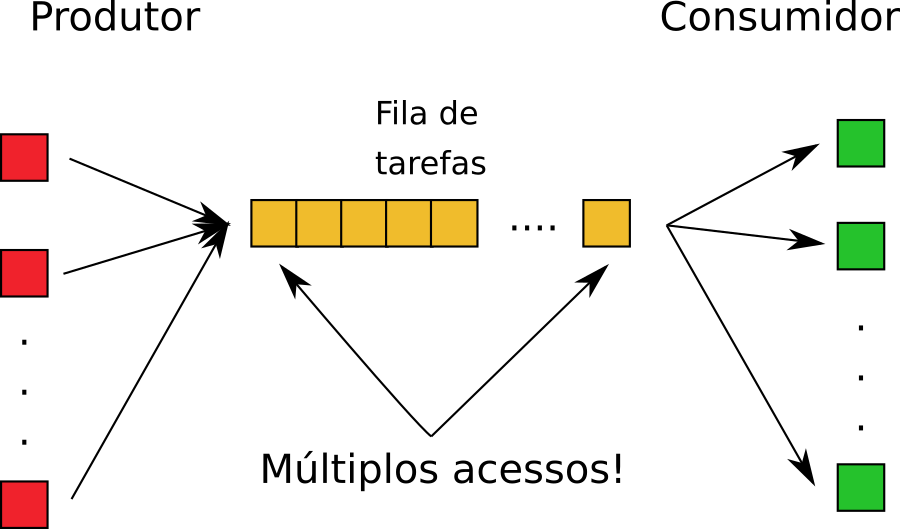 Produtor
Consumidor
Fila de
tarefas
....
Múltiplos acessos!